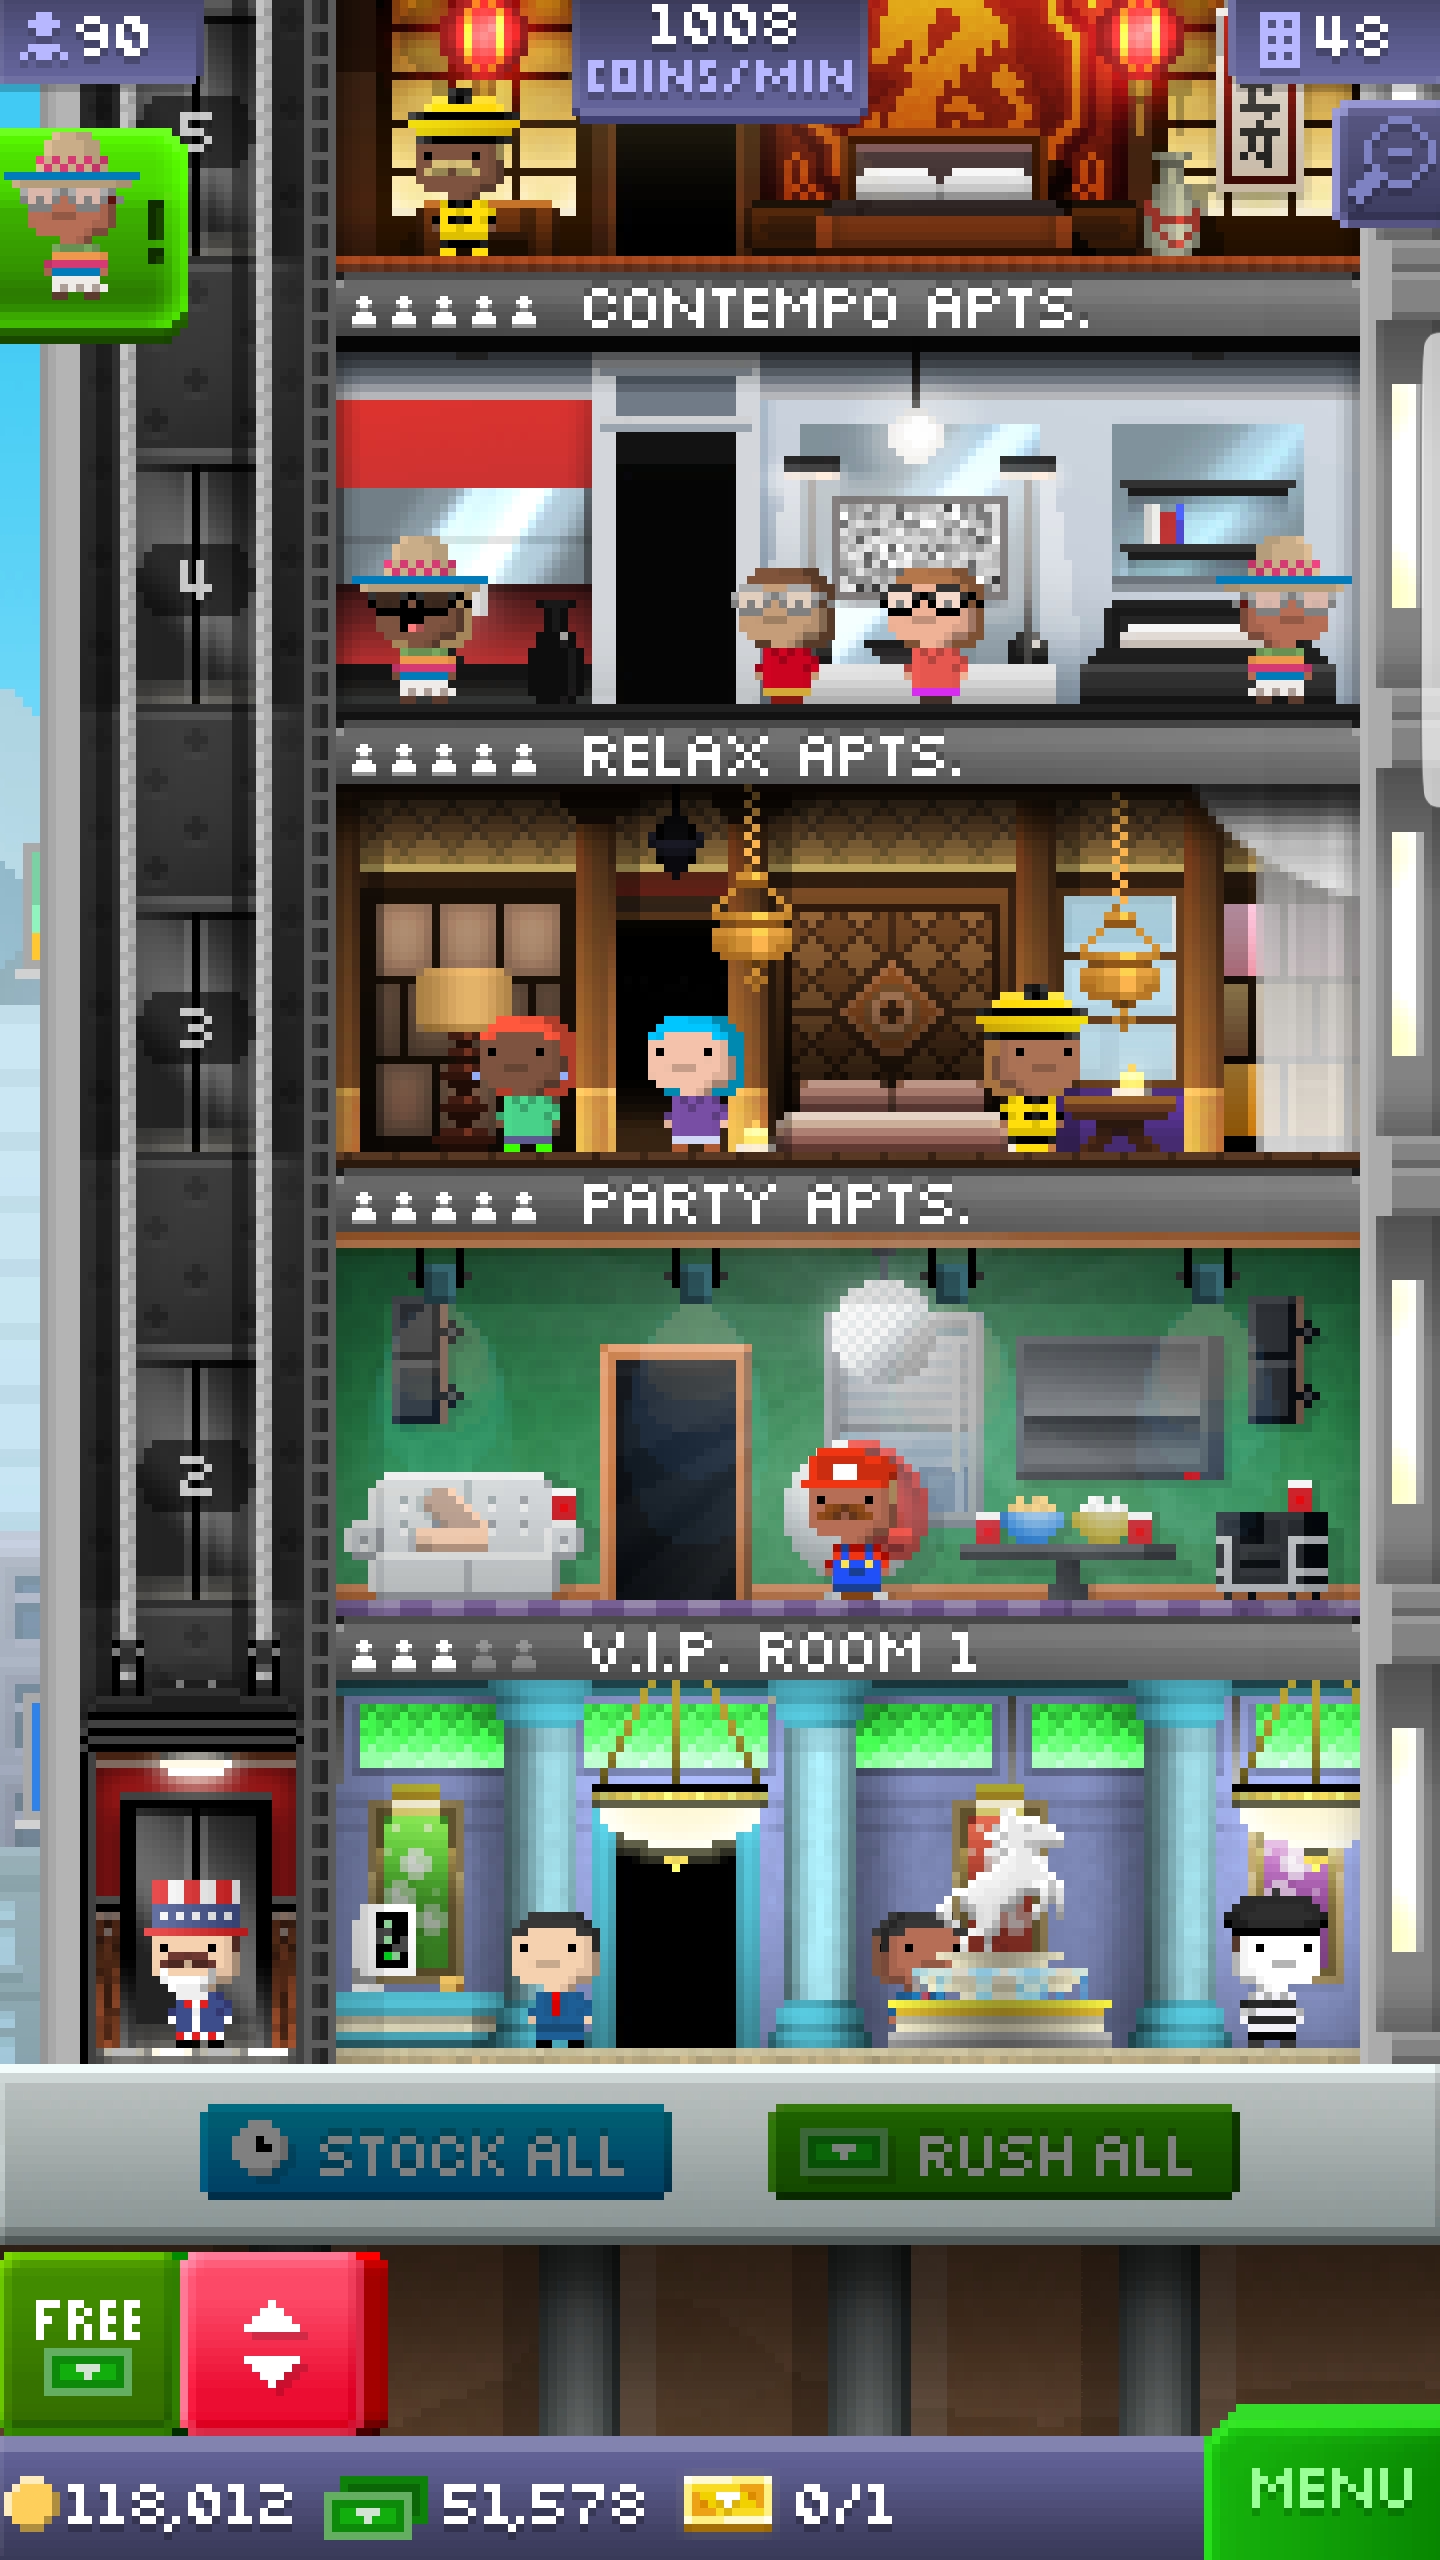 90
1008
COINS/MIN
48
5
!
CONTEMPO APTS.
4
RELAX APTS.
3
PARTY APTS.
2
V.I.P. ROOM 1
STOCK ALL
RUSH ALL
FREE
118,012
51,578
0/1
MENU